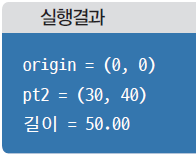 실행결과
origin = (0, 0)
pt2 = (30, 40)
길이 = 50.00